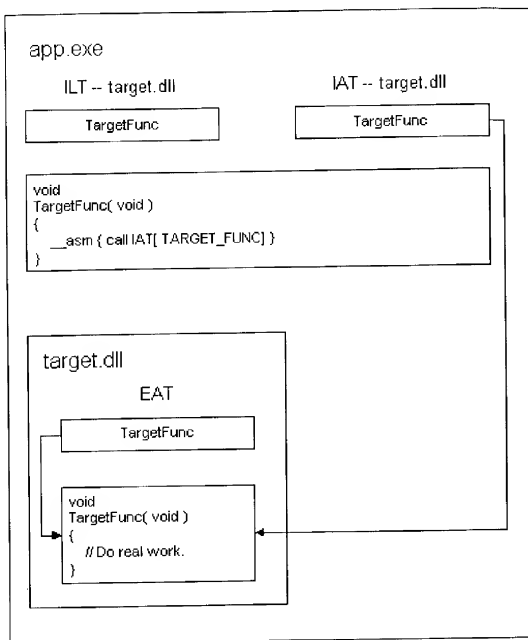 app.exe
ILT -- target.dll
IAT -- target.dll
TargetFunc
TargetFunc
void
TargetFunc( void )
{
__asm { call IAT[ TARGET_FUNC] }
}
target.dll
EAT
TargetFunc
void
TargetFunc( void )
{
// Do real work.
}